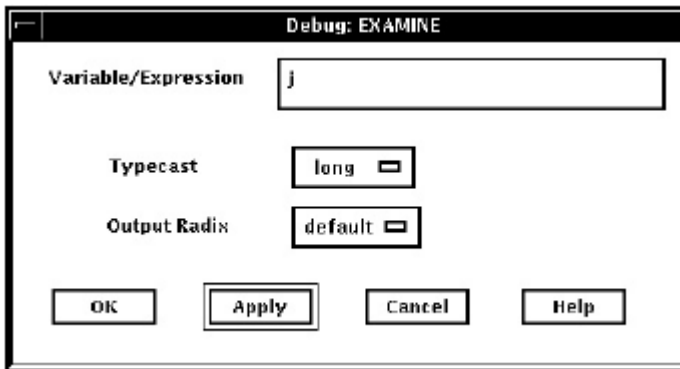 Debug: EXAMINE
Variable/Expression j
Typecast long
Output Radix default
OK Apply Cancel Help